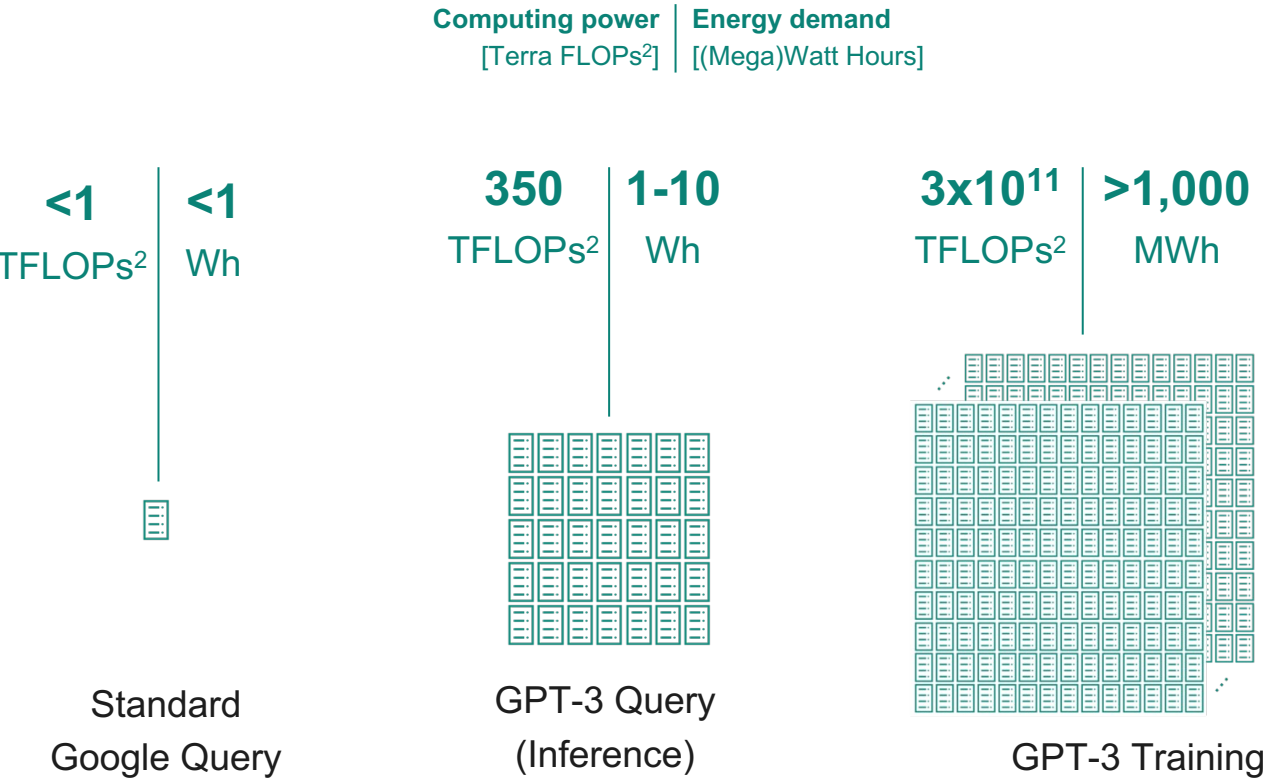 Computing power | Energy demand
[Terra FLOPs²] | [(Mega)Watt Hours]
<1 | <1
TFLOPs² | Wh
350 | 1-10
TFLOPs² | Wh
3x10¹¹ | >1,000
TFLOPs² | MWh
Standard
Google Query
GPT-3 Query
(Inference)
GPT-3 Training